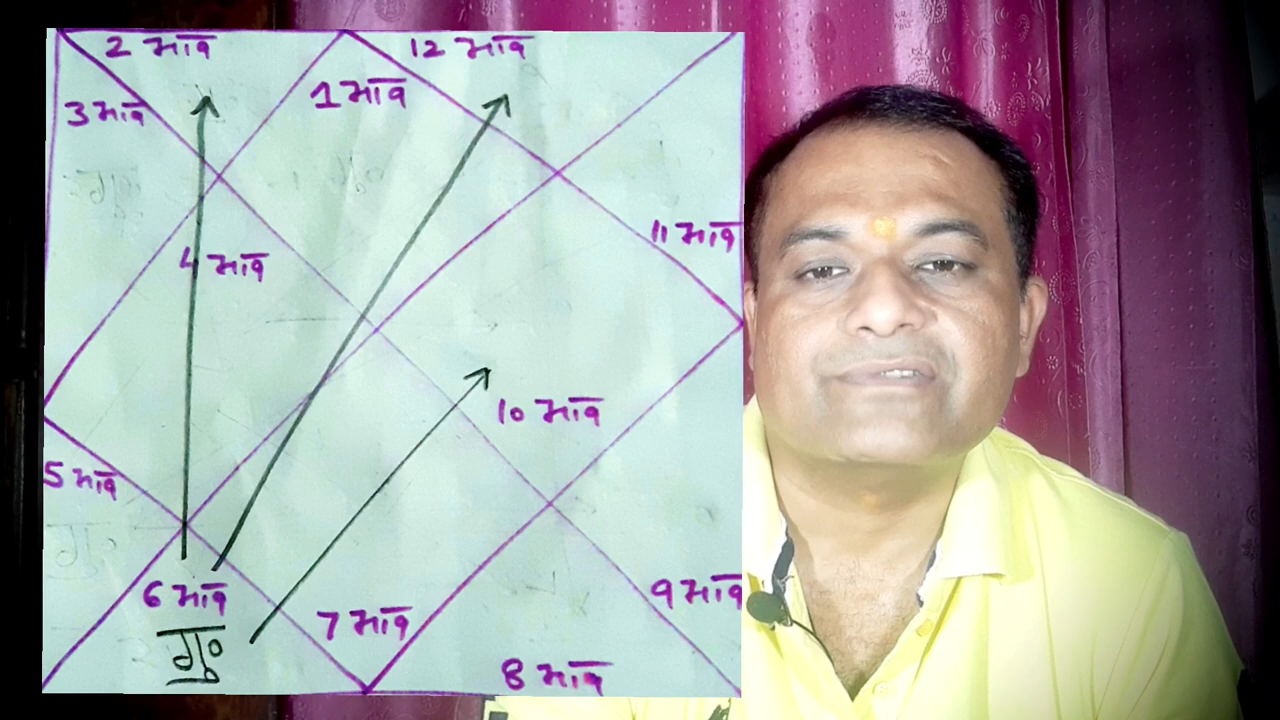 2 भाव
12 भाव
3 भाव
1 भाव
11 भाव
4 भाव
10 भाव
5 भाव
6 भाव
गु०
7 भाव
9 भाव
8 भाव